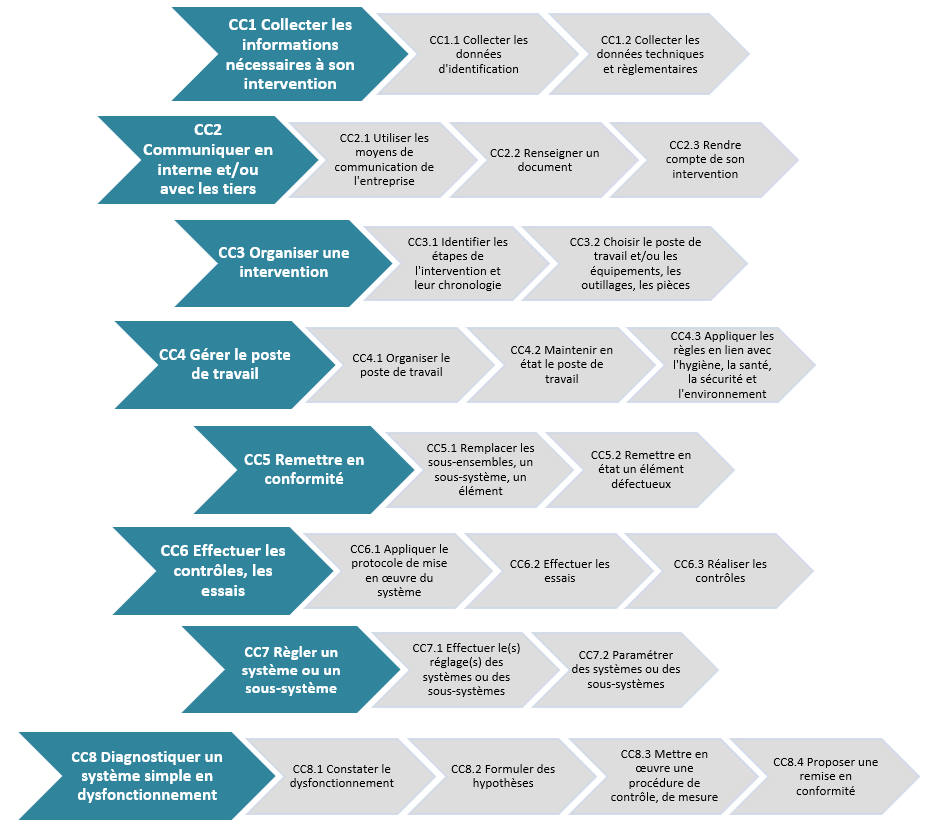 CC1 Collecter les
informations
nécessaires à son
intervention
CC1.1 Collecter les
données
d'identification
CC1.2 Collecter les
données techniques
et règlementaires
CC2
Communiquer en
interne et/ou
avec les tiers
CC2.1 Utiliser les
moyens de
communication de
l'entreprise
CC2.2 Renseigner un
document
CC2.3 Rendre
compte de son
intervention
CC3 Organiser une
intervention
CC3.1 Identifier les
étapes de
l'intervention et
leur chronologie
CC3.2 Choisir le poste de
travail et/ou les
équipements, les
outillages, les pièces
CC4 Gérer le poste
de travail
CC4.1 Organiser le
poste de travail
CC4.2 Maintenir en
état le poste de
travail
CC4.3 Appliquer les
règles en lien avec
l'hygiène, la santé,
la sécurité et
l'environnement
CC5 Remettre en
conformité
CC5.1 Remplacer les
sous-ensembles, un
sous-système, un
élément
CC5.2 Remettre en
état un élément
défectueux
CC6 Effectuer les
contrôles, les
essais
CC6.1 Appliquer le
protocole de mise
en œuvre du
système
CC6.2 Effectuer les
essais
CC6.3 Réaliser les
contrôles
CC7 Règler un
système ou un
sous-système
CC7.1 Effectuer le(s)
réglage(s) des
systèmes ou des
sous-systèmes
CC7.2 Paramétrer
des systèmes ou des
sous-systèmes
CC8 Diagnostiquer un
système simple en
dysfonctionnement
CC8.1 Constater le
dysfonctionnement
CC8.2 Formuler des
hypothèses
CC8.3 Mettre en
œuvre une
procédure de
contrôle, de mesure
CC8.4 Proposer une
remise en
conformité